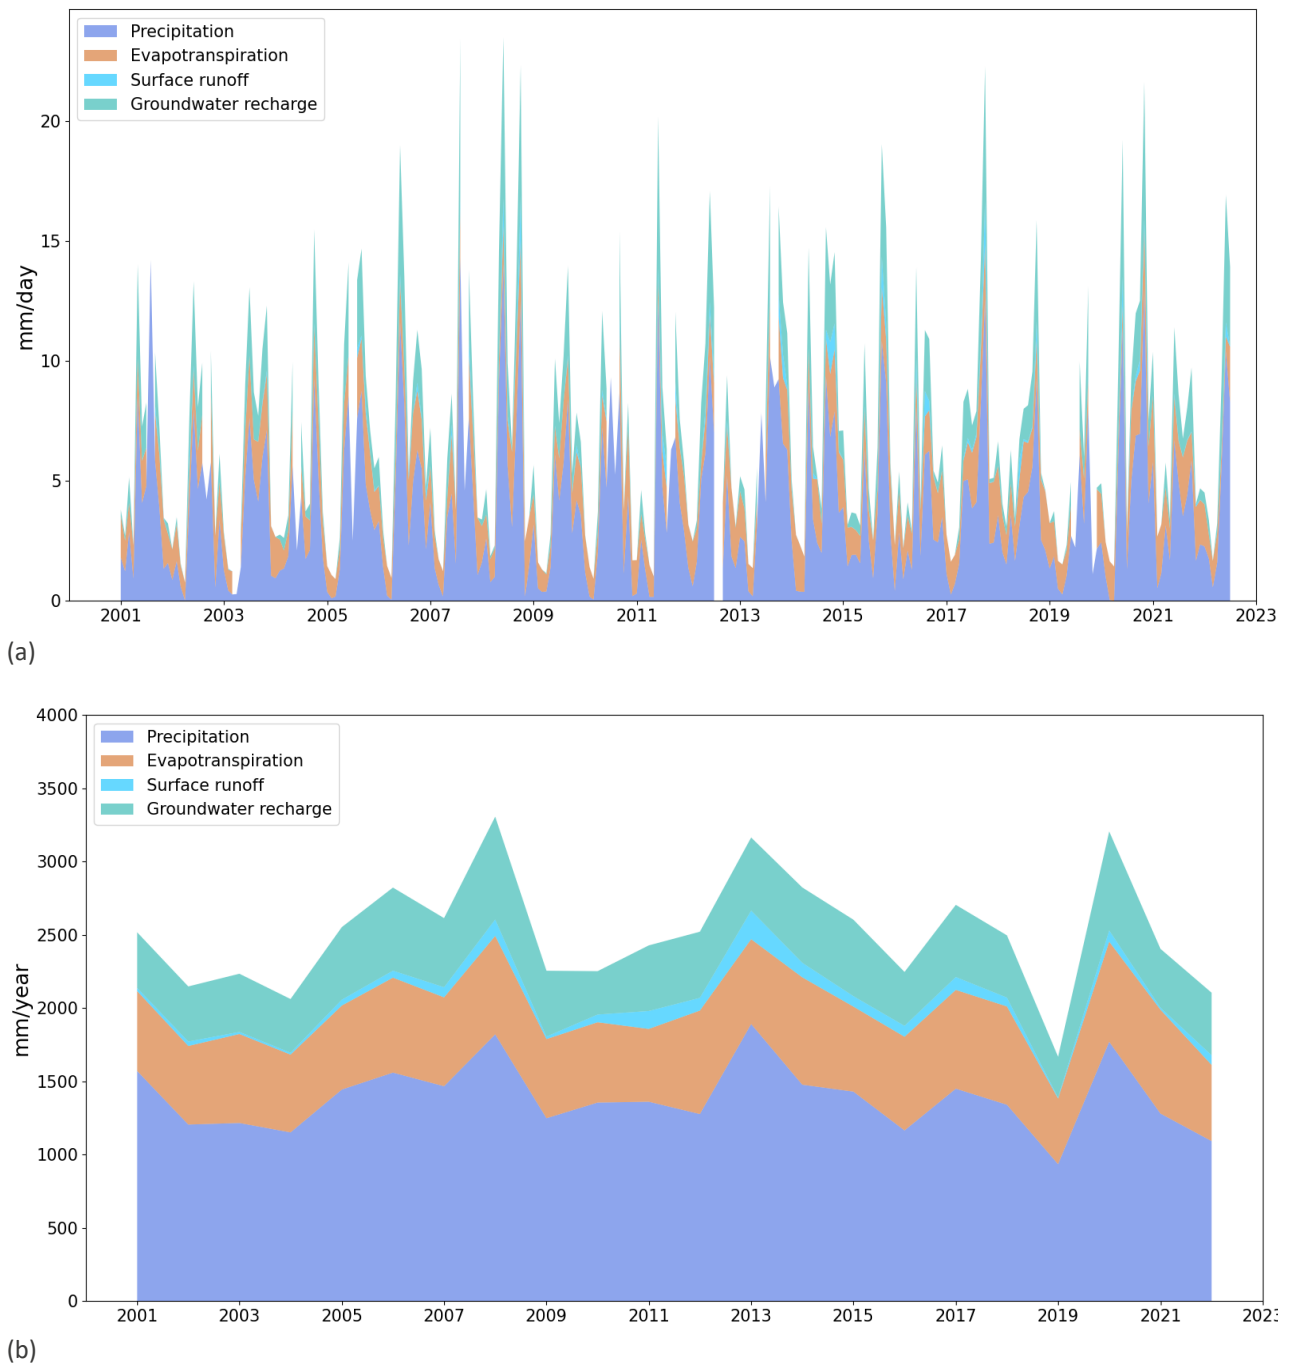 Precipitation
Evapotranspiration
Surface runoff
Groundwater recharge
mm/day
20
15
10
5
0
2001 2003 2005 2007 2009 2011 2013 2015 2017 2019 2021 2023
(a)
4000
3500
3000
2500
2000
1500
1000
500
0
Precipitation
Evapotranspiration
Surface runoff
Groundwater recharge
mm/year
2001 2003 2005 2007 2009 2011 2013 2015 2017 2019 2021
(b)